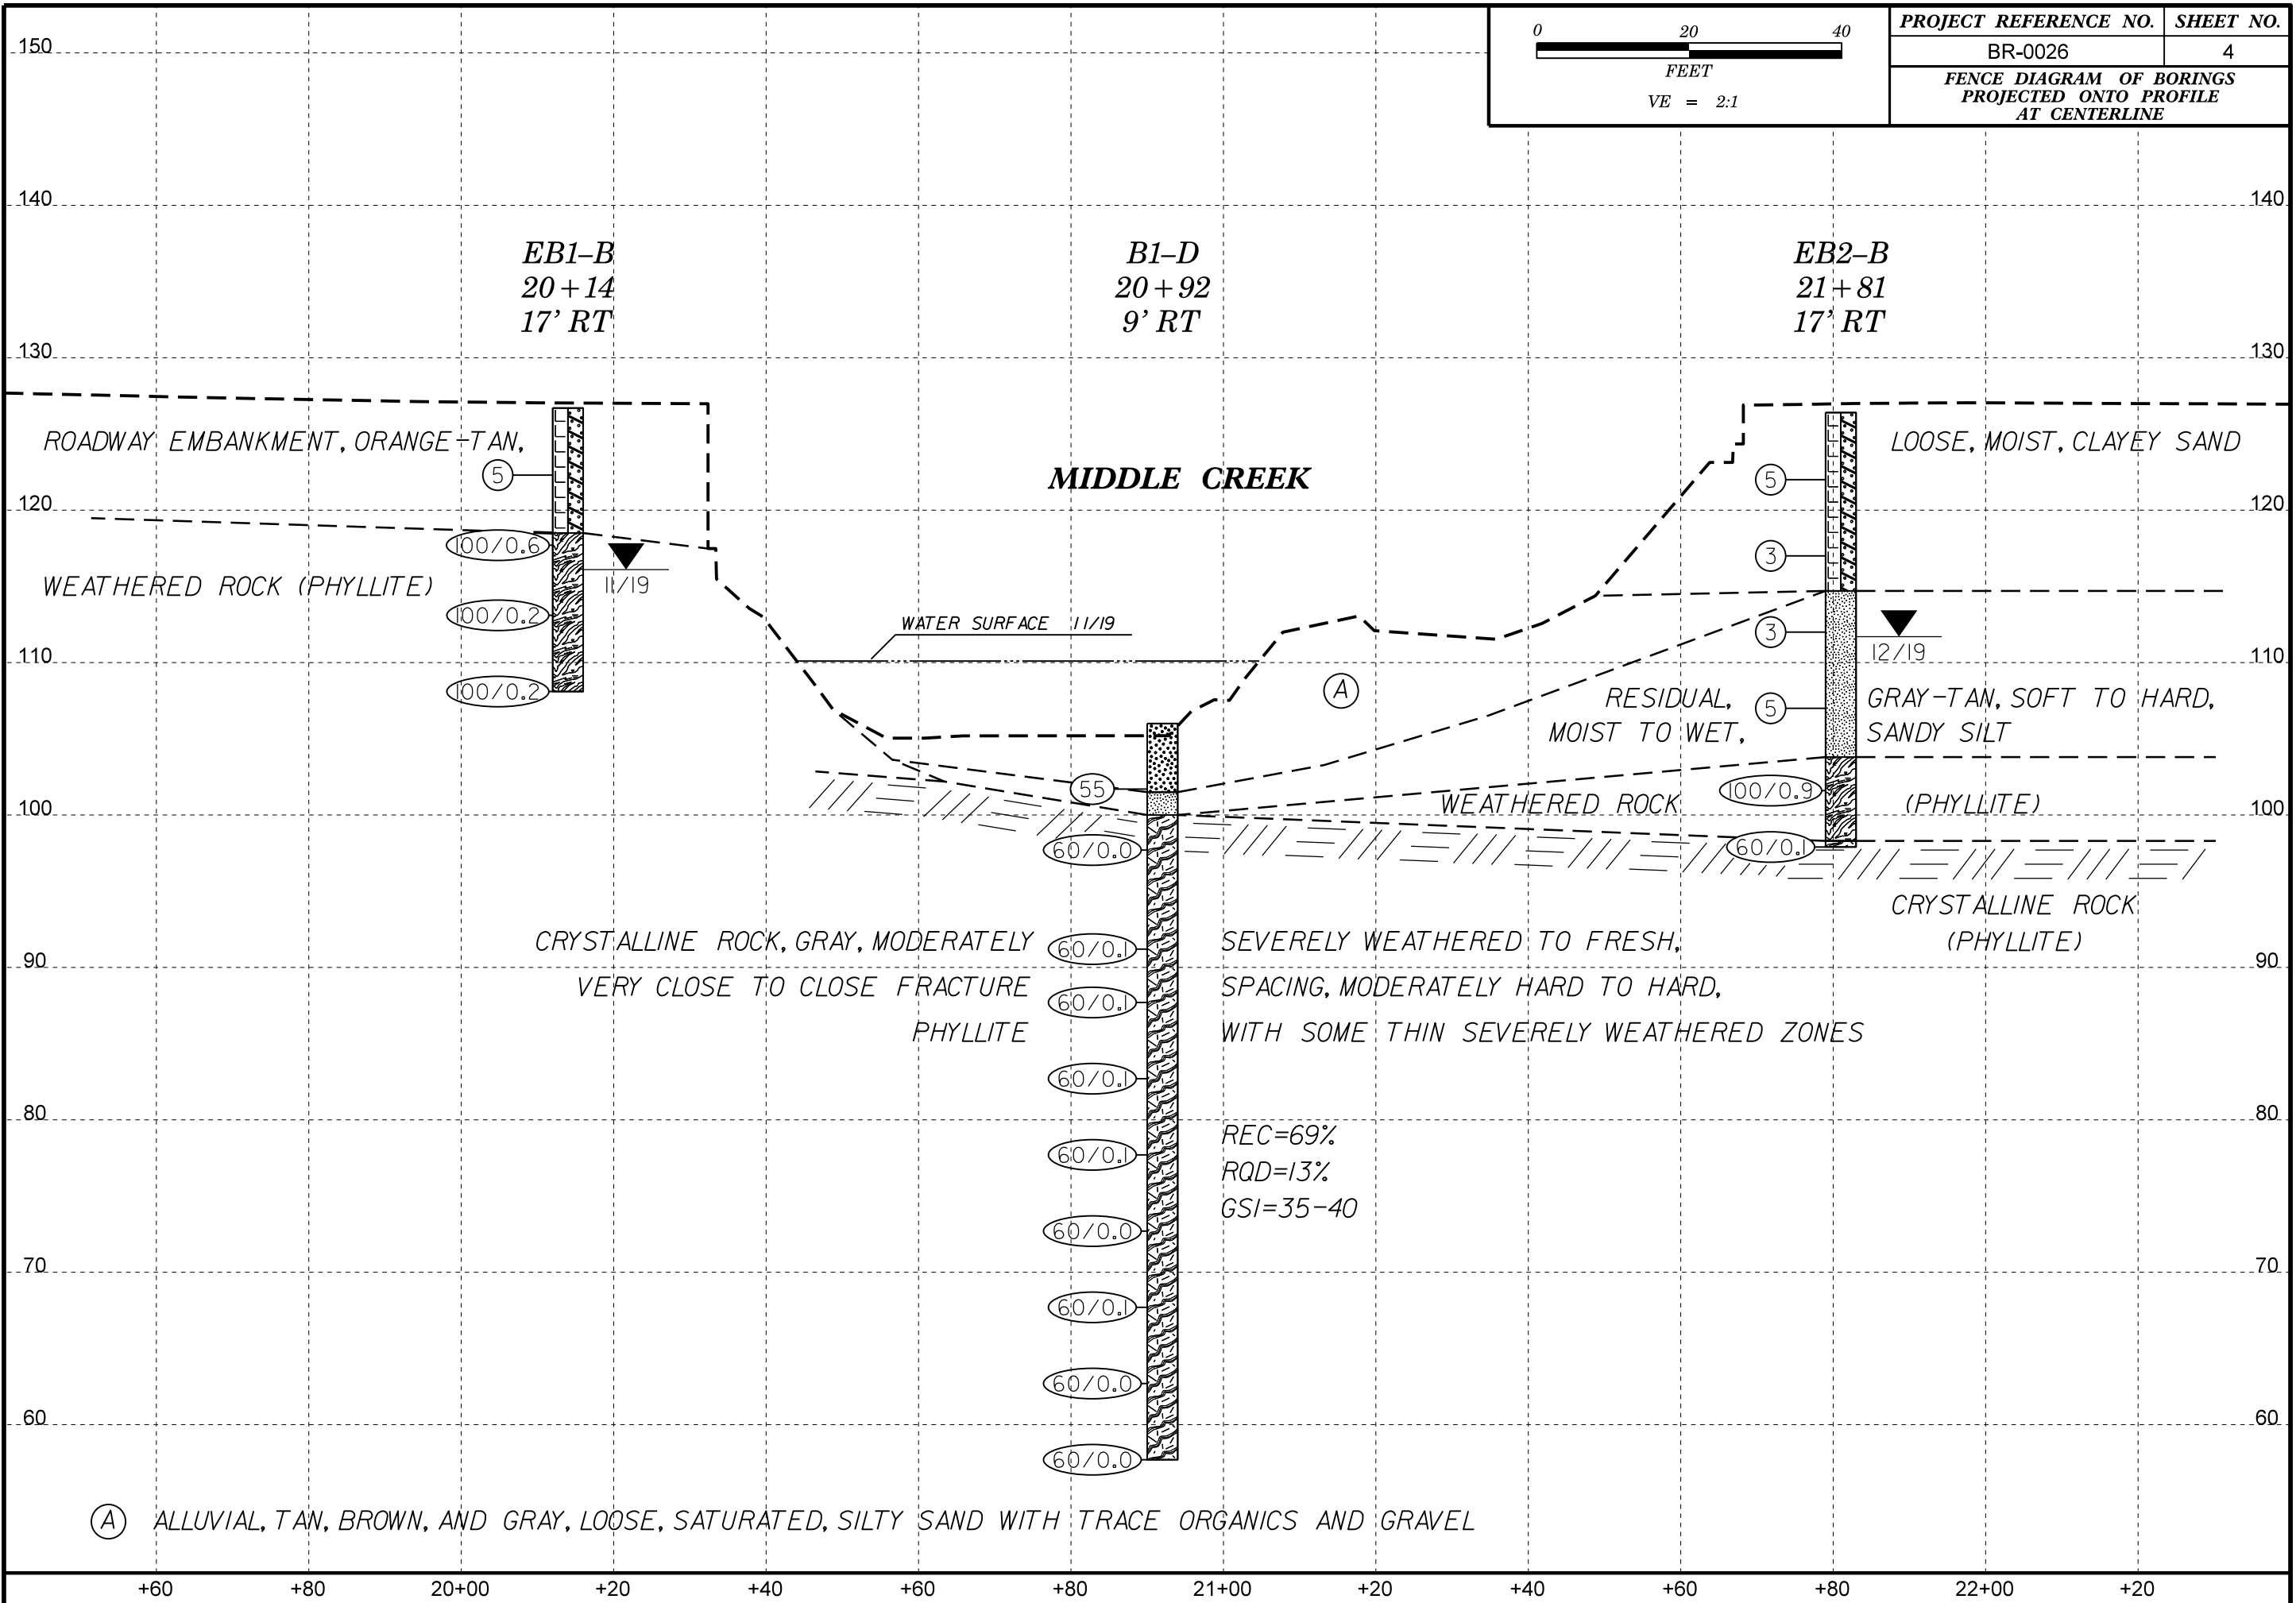 0 20 40
FEET
VE = 2:1
PROJECT REFERENCE NO. SHEET NO.
BR-0026 4
FENCE DIAGRAM OF BORINGS
PROJECTED ONTO PROFILE
AT CENTERLINE
150
140 140
EB1-B
20+14
17' RT
B1-D
20+92
9' RT
EB2-B
21+81
17' RT
130 130
ROADWAY EMBANKMENT, ORANGE-TAN, LOOSE, MOIST, CLAYEY SAND
MIDDLE CREEK
5
5
120 120
100/0.6
3
11/19
WEATHERED ROCK (PHYLLITE)
100/0.2
WATER SURFACE 11/19
3
12/19
110 110
100/0.2
A
RESIDUAL, GRAY-TAN, SOFT TO HARD,
5
MOIST TO WET, SANDY SILT
55
100/0.9
100 100
WEATHERED ROCK (PHYLLITE)
60/0.0
60/0.1
CRYSTALLINE ROCK
(PHYLLITE)
CRYSTALLINE ROCK, GRAY, MODERATELY SEVERELY WEATHERED TO FRESH,
60/0.1
90 90
VERY CLOSE TO CLOSE FRACTURE SPACING, MODERATELY HARD TO HARD,
60/0.1
PHYLLITE WITH SOME THIN SEVERELY WEATHERED ZONES
60/0.1
80 80
REC=69%
60/0.1
RQD=13%
GSI=35-40
60/0.0
70 70
60/0.1
60/0.0
60 60
60/0.0
A ALLUVIAL, TAN, BROWN, AND GRAY, LOOSE, SATURATED, SILTY SAND WITH TRACE ORGANICS AND GRAVEL
+60 +80 20+00 +20 +40 +60 +80 21+00 +20 +40 +60 +80 22+00 +20